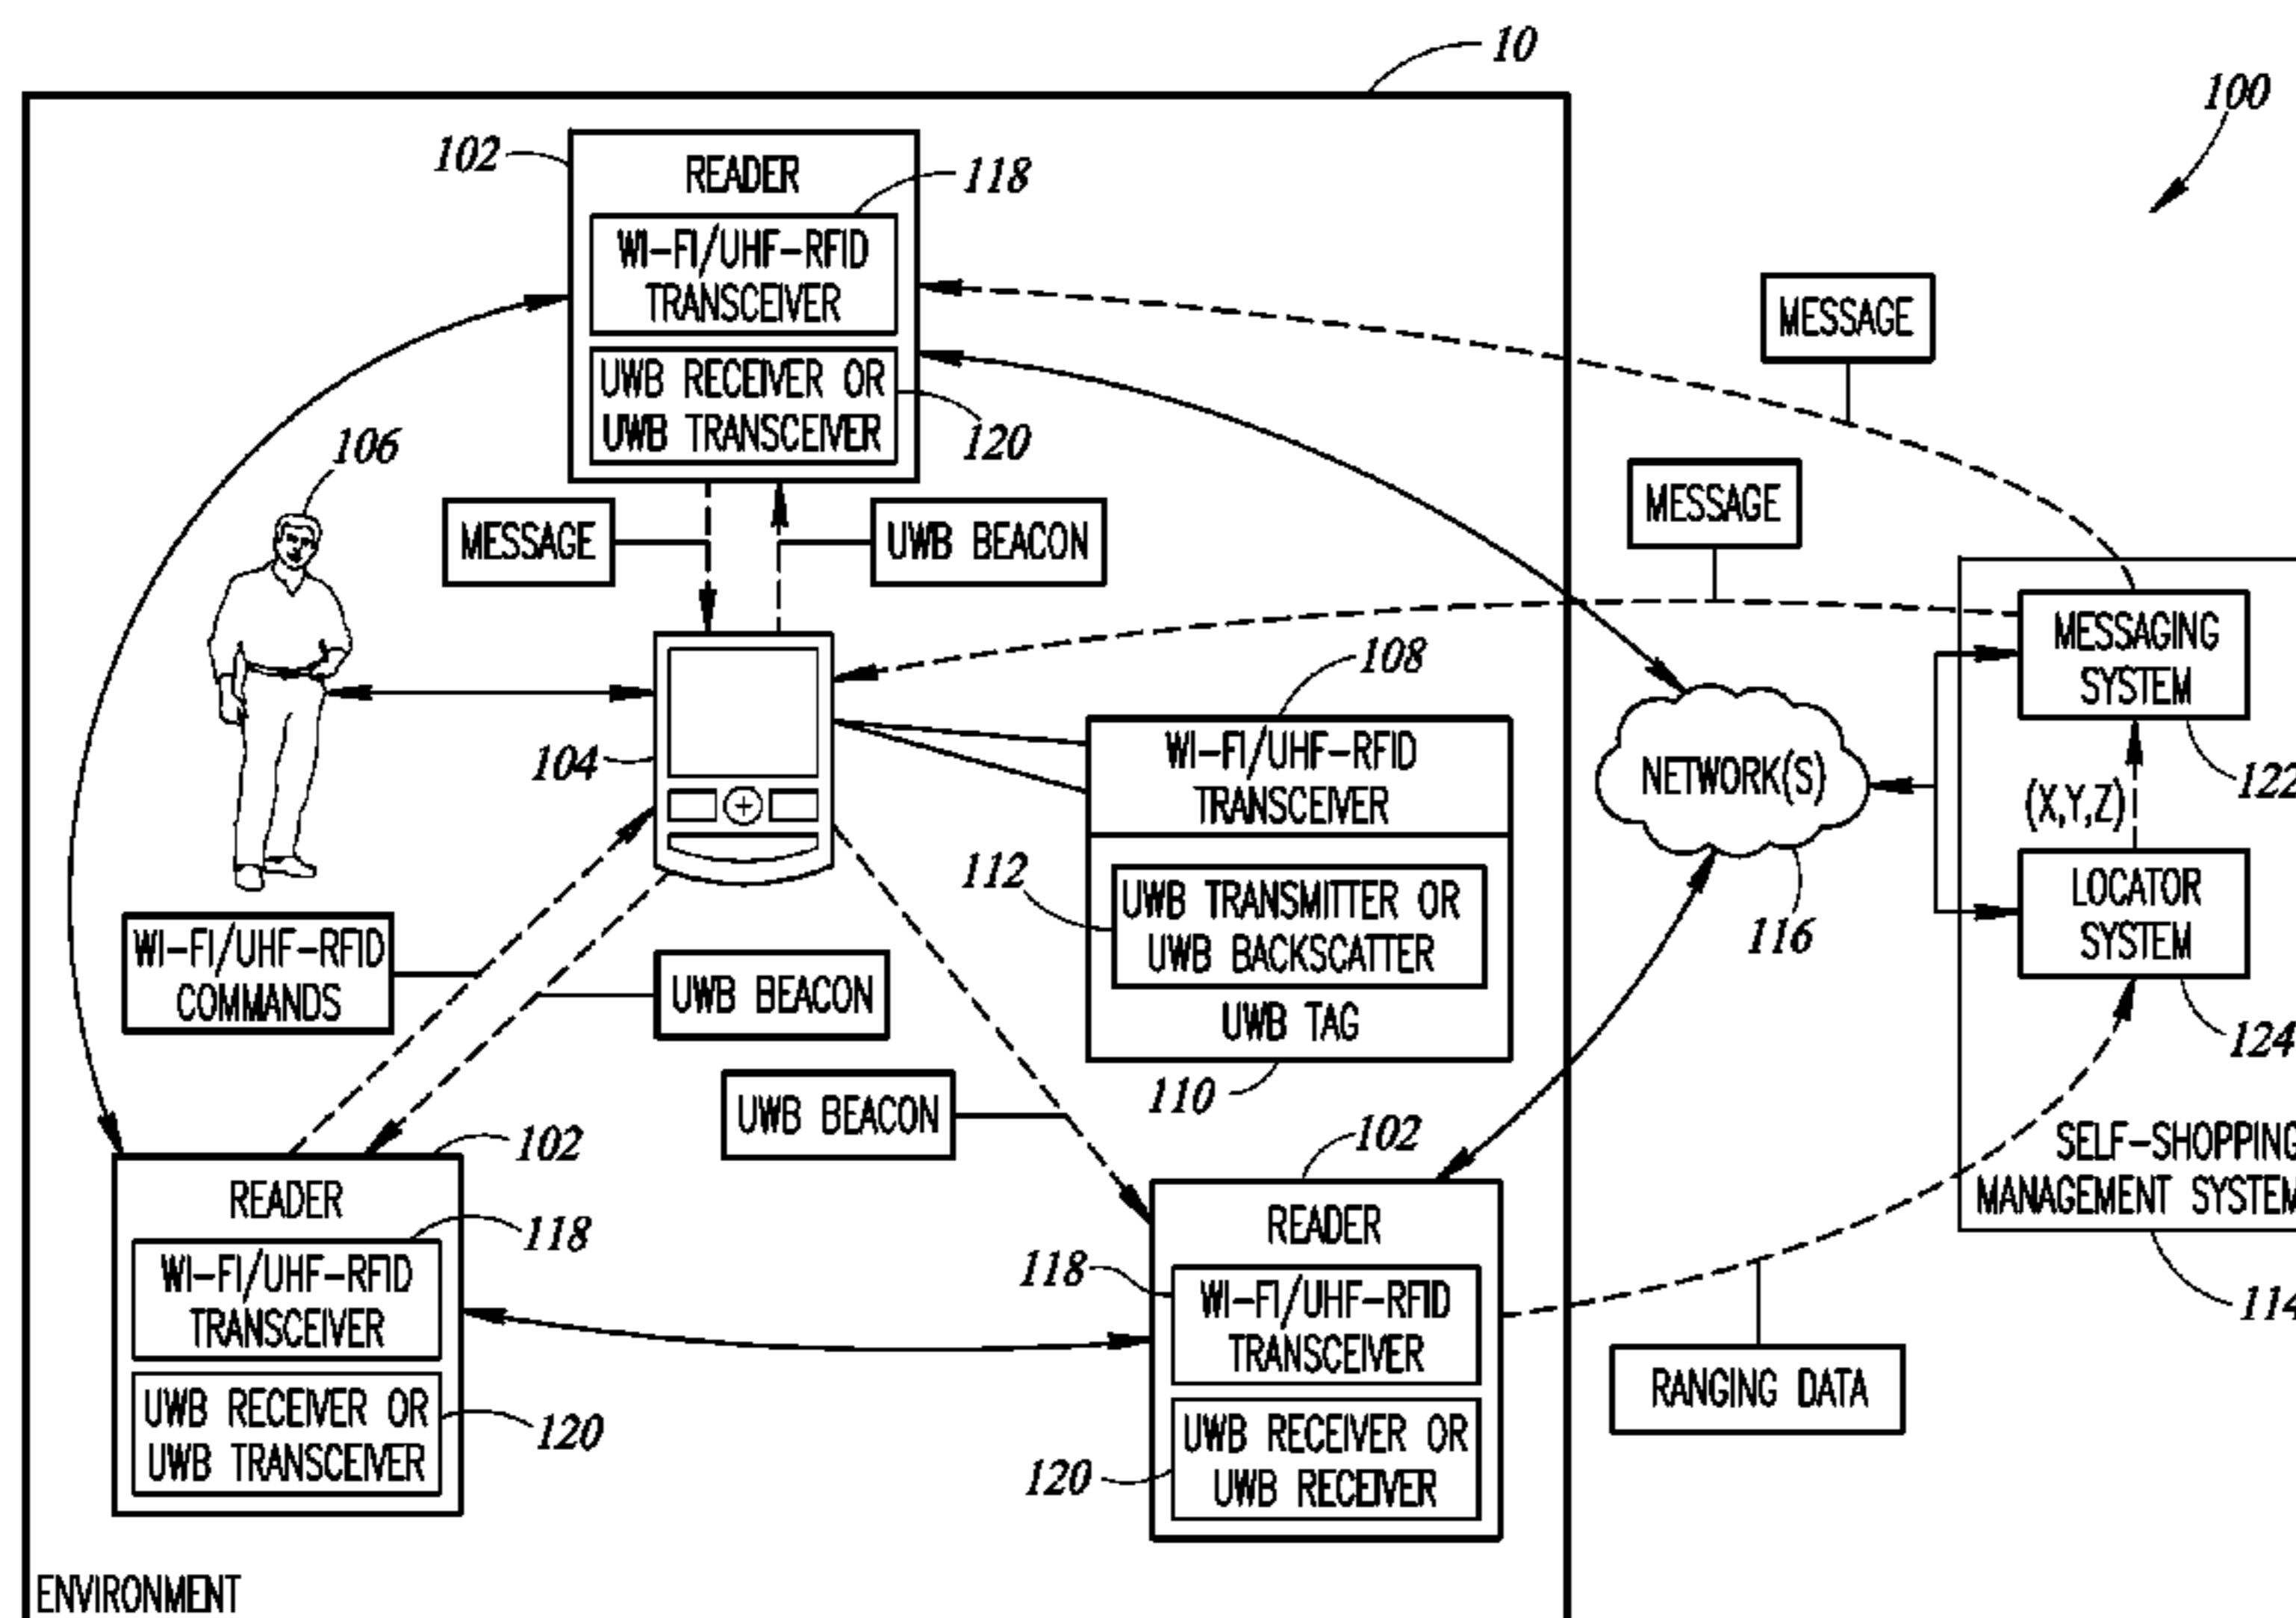 10
100
102
READER
118
WI-FI/UHF-RFID
TRANSCEIVER
UWB RECEIVER OR
UWB TRANSCEIVER
120
MESSAGE
106
MESSAGE
UWB BEACON
MESSAGE
MESSAGING
SYSTEM
122
108
104
WI-FI/UHF-RFID
TRANSCEIVER
NETWORK(S)
(X,Y,Z)
112
UWB TRANSMITTER OR
UWB BACKSCATTER
UWB TAG
110
116
LOCATOR
SYSTEM
124
WI-FI/UHF-RFID
COMMANDS
UWB BEACON
UWB BEACON
102
READER
118
WI-FI/UHF-RFID
TRANSCEIVER
UWB RECEIVER OR
UWB TRANSCEIVER
120
102
READER
118
WI-FI/UHF-RFID
TRANSCEIVER
UWB RECEIVER OR
UWB RECEIVER
120
SELF-SHOPPING
MANAGEMENT SYSTEM
114
RANGING DATA
ENVIRONMENT